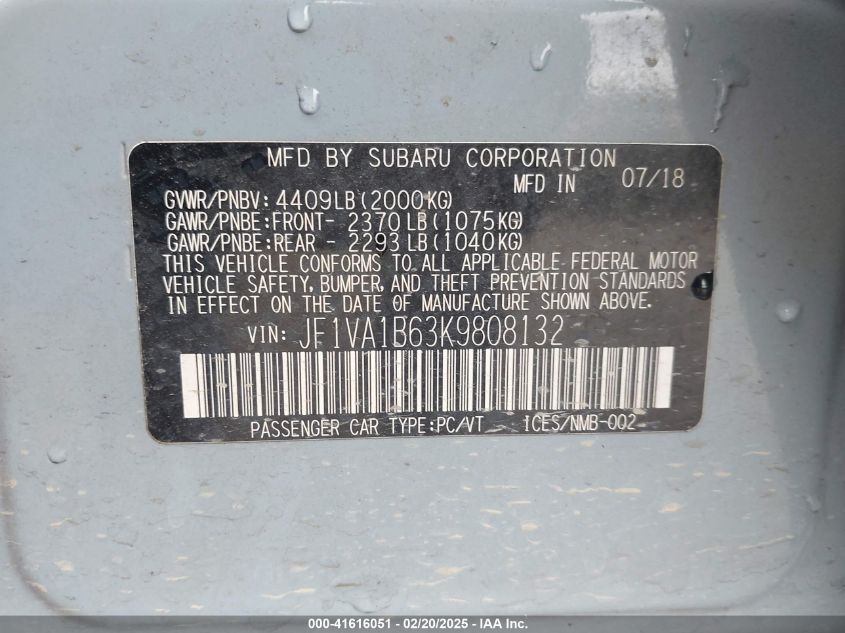 MFD BY SUBARU CORPORATION
MFD IN 07/18
GVWR/PNBV: 4409LB(2000KG)
GAWR/PNBE:FRONT- 2370LB(1075KG)
GAWR/PNBE:REAR - 2293LB(1040KG)
THIS VEHICLE CONFORMS TO ALL APPLICABLE FEDERAL MOTOR
VEHICLE SAFETY, BUMPER, AND THEFT PREVENTION STANDARDS
IN EFFECT ON THE DATE OF MANUFACTURE SHOWN ABOVE.
VIN: JF1VA1B63K9808132
PASSENGER CAR TYPE:PC/VT ICES/NMB-002
000-41616051 - 02/20/2025 - IAA Inc.